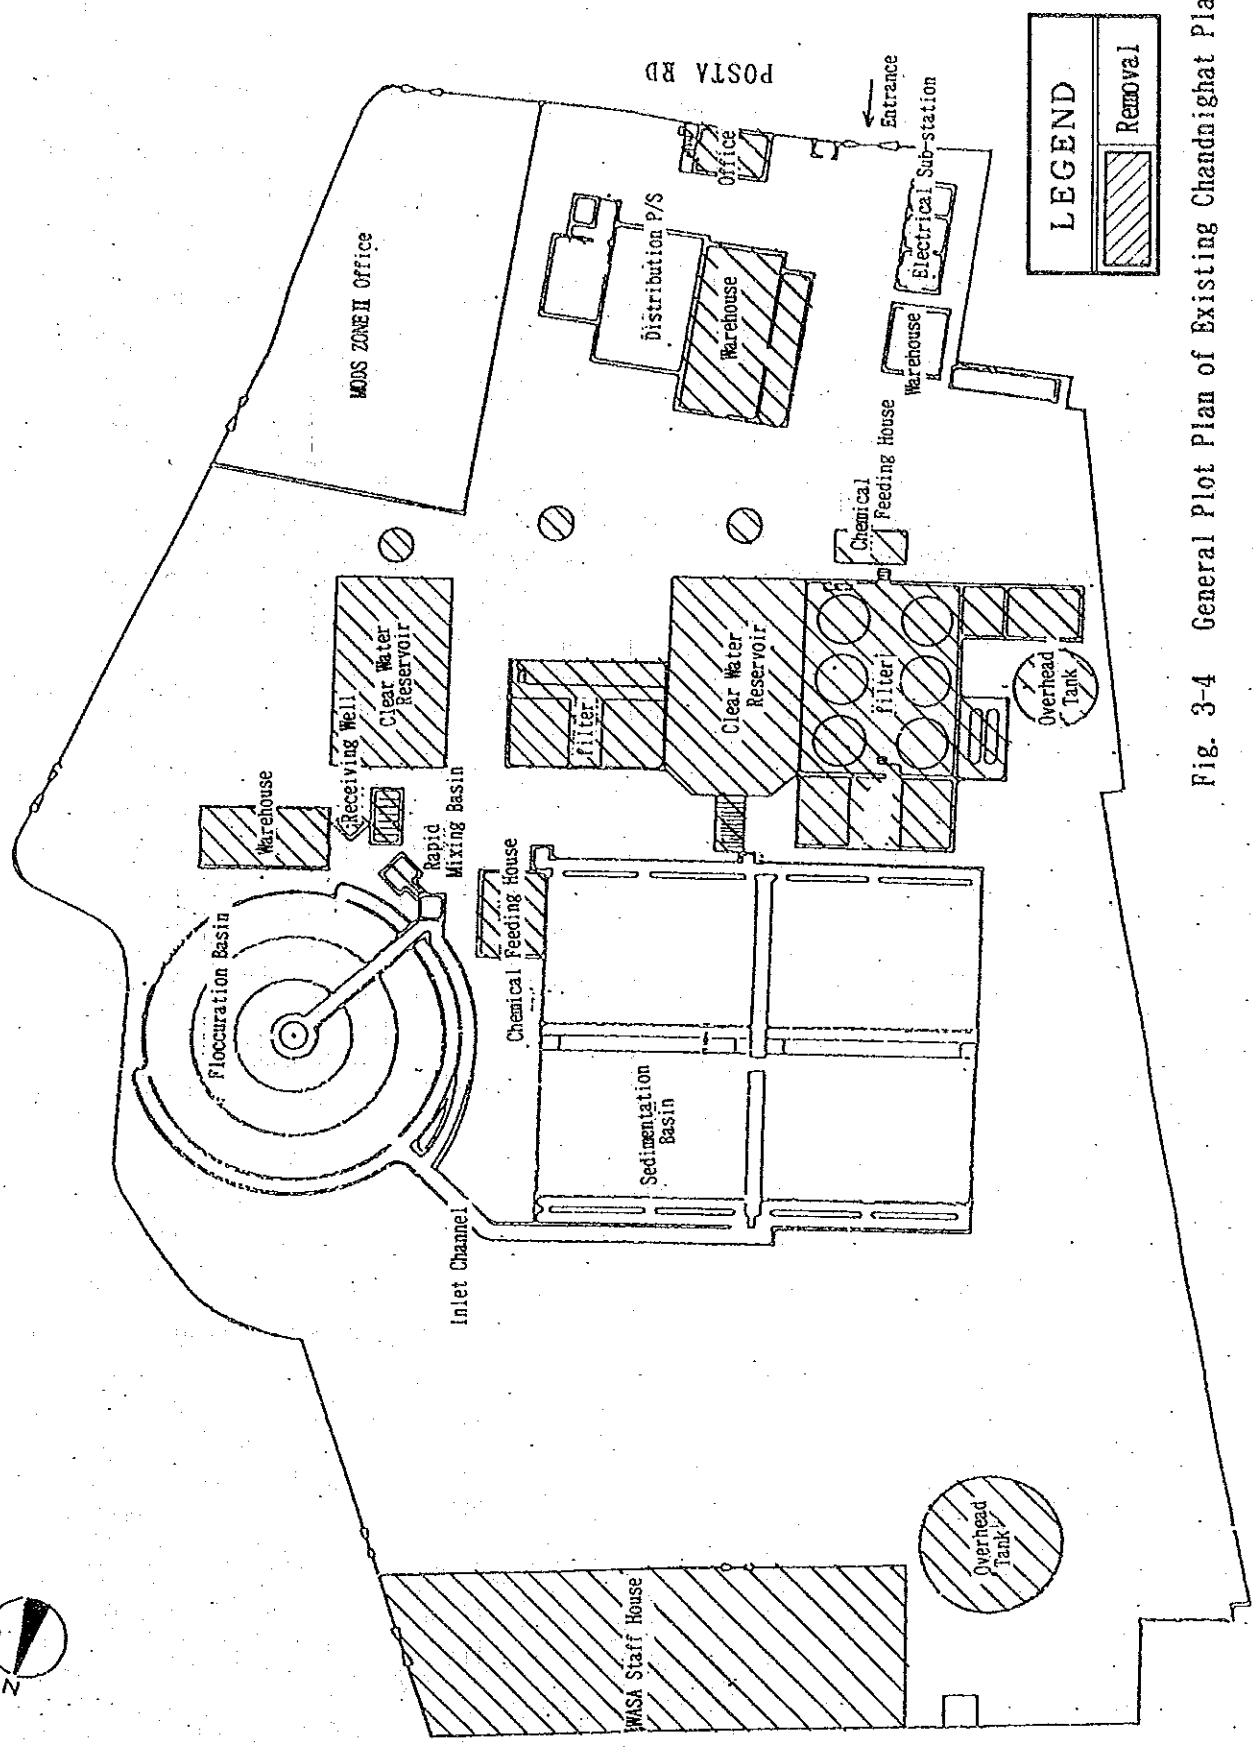 POSTA RD
Entrance
LEGEND
Removal
MODS ZONE II Office
Office
Electrical Sub-station
Distribution P/S
Warehouse
Warehouse
Chemical
Feeding House
Clear Water
Reservoir
Receiving Well
filter
Clear Water
Reservoir
filter
Overhead
Tank
Warehouse
Rapid
Mixing Basin
Chemical Feeding House
Floccuration Basin
Sedimentation
Basin
Inlet Channel
Overhead
Tank
WASA Staff House
N
Fig. 3-4 General Plot Plan of Existing Chandnighat Pla